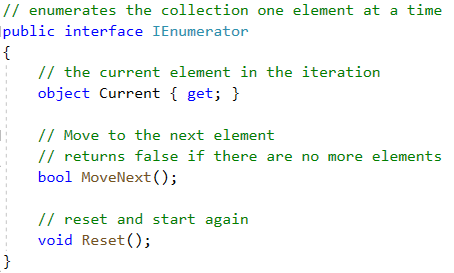 // enumerates the collection one element at a time
public interface IEnumerator
{
// the current element in the iteration
object Current { get; }
// Move to the next element
// returns false if there are no more elements
bool MoveNext();
// reset and start again
void Reset();
}